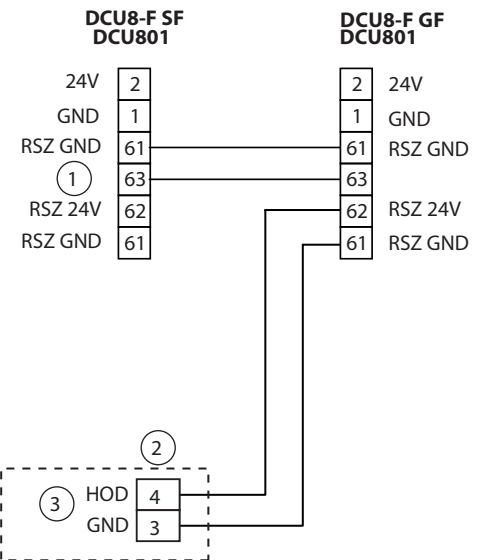 DCU8-F SF
DCU801
DCU8-F GF
DCU801
24V 2
2 24V
GND 1
1 GND
RSZ GND 61
61 RSZ GND
1 63
63
RSZ 24V 62
62 RSZ 24V
RSZ GND 61
61 RSZ GND
2
3 HOD 4
GND 3